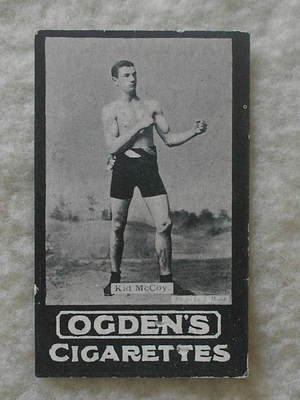 Kid McCoy.
OGDEN'S
CIGARETTES